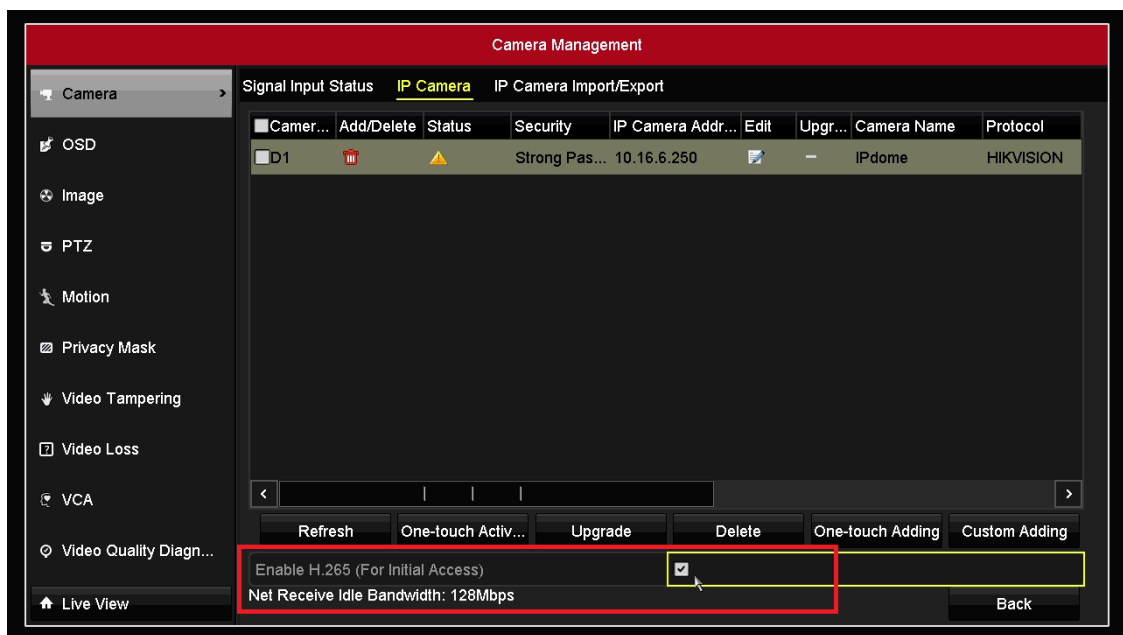 Camera Management
Camera
OSD
Image
PTZ
Motion
Privacy Mask
Video Tampering
Video Loss
VCA
Video Quality Diagn...
Live View
Signal Input Status IP Camera IP Camera Import/Export
Camer... Add/Delete Status Security IP Camera Addr... Edit Upgr... Camera Name Protocol
D1 Strong Pas... 10.16.6.250 IPdome HIKVISION
Refresh One-touch Activ... Upgrade Delete One-touch Adding Custom Adding
Enable H.265 (For Initial Access)
Net Receive Idle Bandwidth: 128Mbps
Back